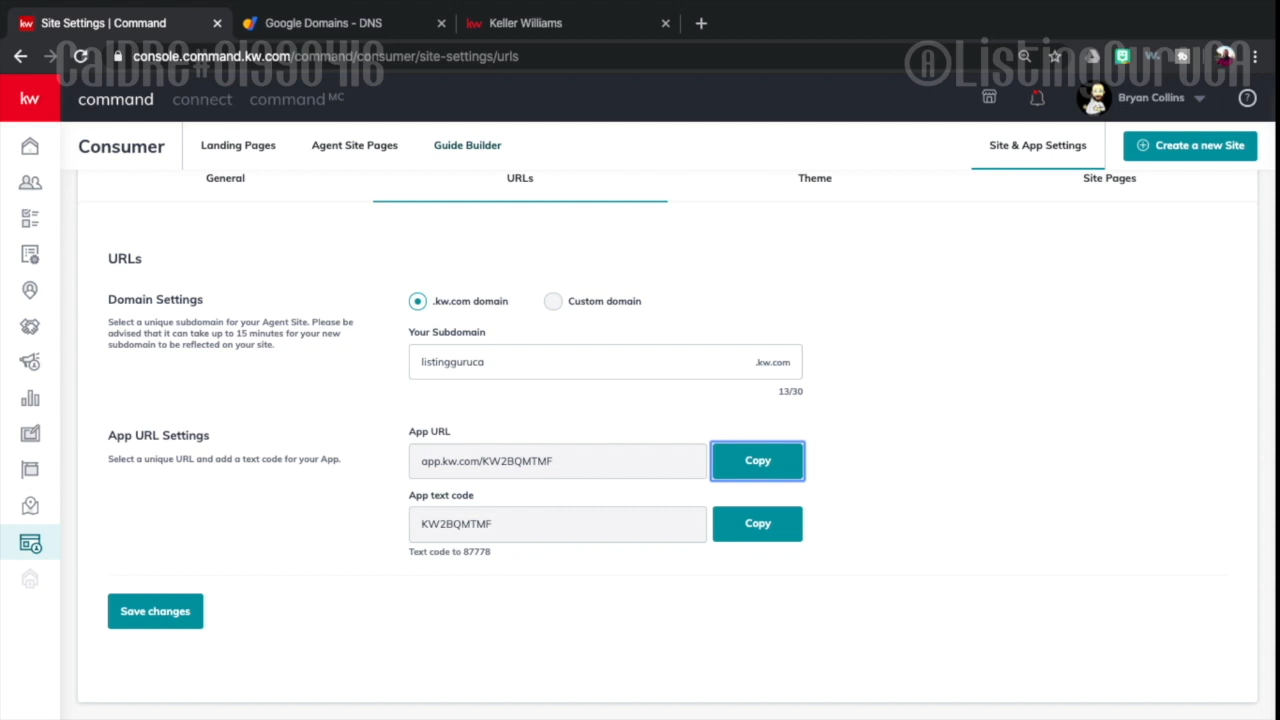 kw Site Settings | Command
Google Domains - DNS
kw Keller Williams
console.command.kw.com/command/consumer/site-settings/urls
CalDRE#01990416
@ListingGuruCA
kw
command connect command MC
Bryan Collins
Consumer
Landing Pages
Agent Site Pages
Guide Builder
Site & App Settings
Create a new Site
General
URLs
Theme
Site Pages
URLs
Domain Settings
Select a unique subdomain for your Agent Site. Please be
advised that it can take up to 15 minutes for your new
subdomain to be reflected on your site.
.kw.com domain
Custom domain
Your Subdomain
listingguruca
.kw.com
13/30
App URL Settings
Select a unique URL and add a text code for your App.
App URL
app.kw.com/KW2BQMTMF
Copy
App text code
KW2BQMTMF
Copy
Text code to 87778
Save changes